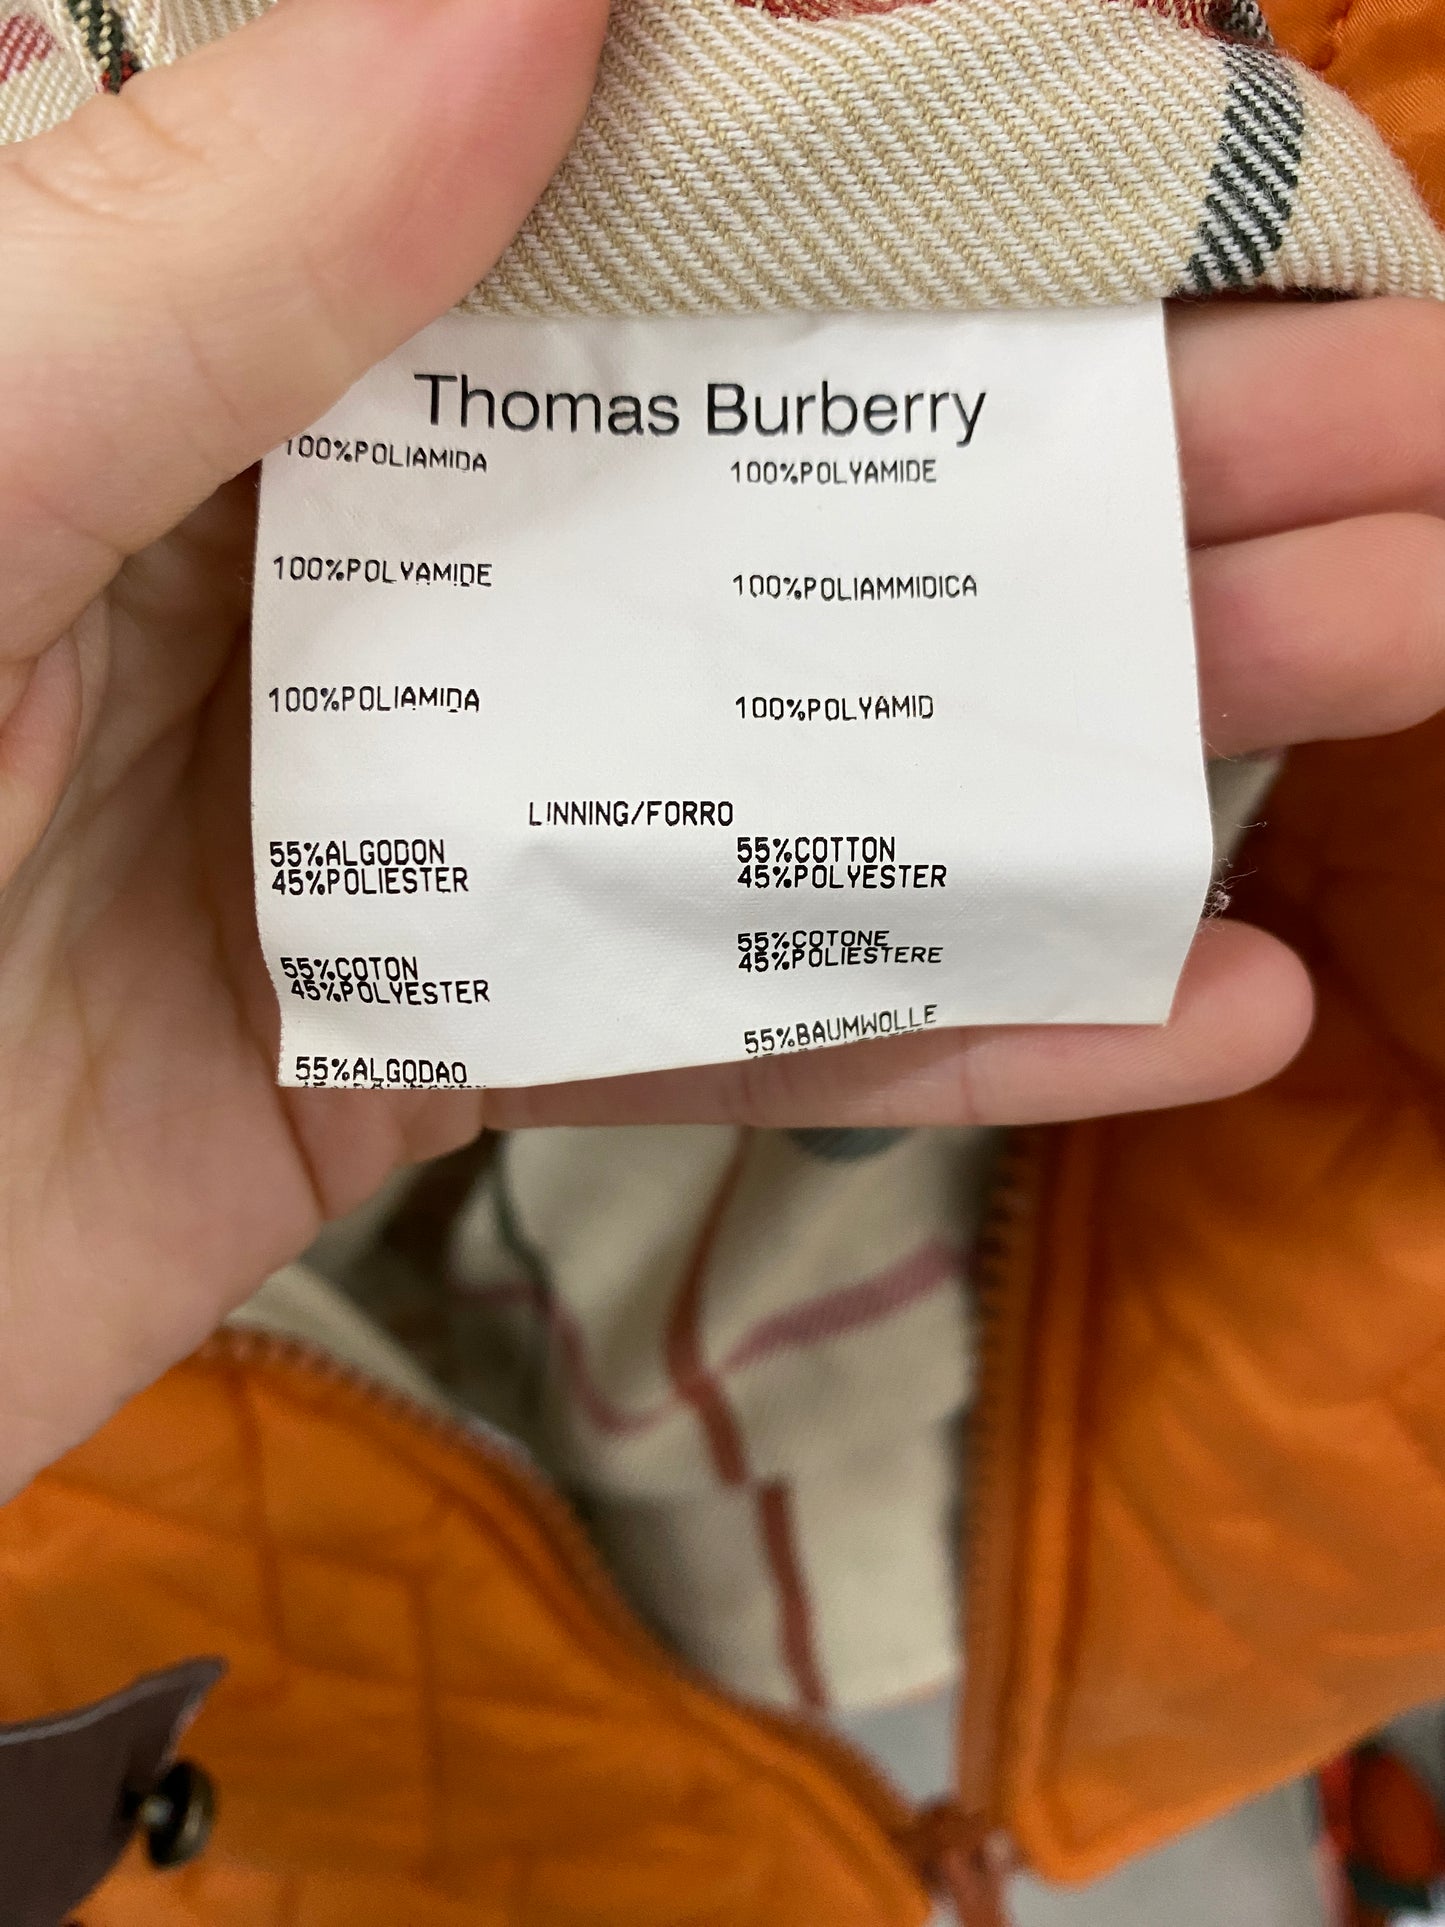 Thomas Burberry
100%POLIAMIDA
100%POLYAMIDE
100%POLYAMIDE
100%POLIAMMIDICA
100%POLIAMIDA
100%POLYAMID
LINNING/FORRO
55%ALGODON
45%POLIESTER
55%COTTON
45%POLYESTER
55%COTON
45%POLYESTER
55%COTONE
45%POLIESTERE
55%ALGODAO
55%BAUMWOLLE